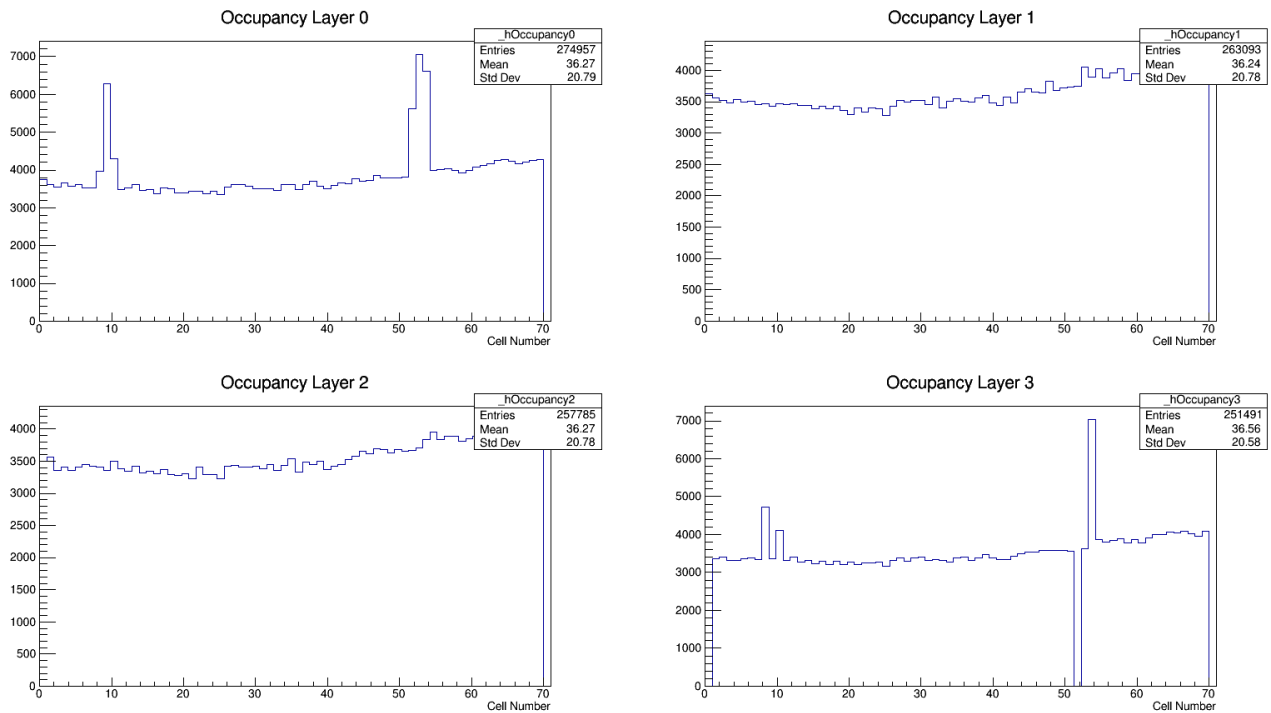 Occupancy Layer 0
_hOccupancy0
Entries 274957
Mean 36.27
Std Dev 20.79
7000
6000
5000
4000
3000
2000
1000
0
0 10 20 30 40 50 60 70
Cell Number
Occupancy Layer 1
_hOccupancy1
Entries 263093
Mean 36.24
Std Dev 20.78
4000
3500
3000
2500
2000
1500
1000
500
0
0 10 20 30 40 50 60 70
Cell Number
Occupancy Layer 2
_hOccupancy2
Entries 257785
Mean 36.27
Std Dev 20.78
4000
3500
3000
2500
2000
1500
1000
500
0
0 10 20 30 40 50 60 70
Cell Number
Occupancy Layer 3
_hOccupancy3
Entries 251491
Mean 36.56
Std Dev 20.58
7000
6000
5000
4000
3000
2000
1000
0
0 10 20 30 40 50 60 70
Cell Number